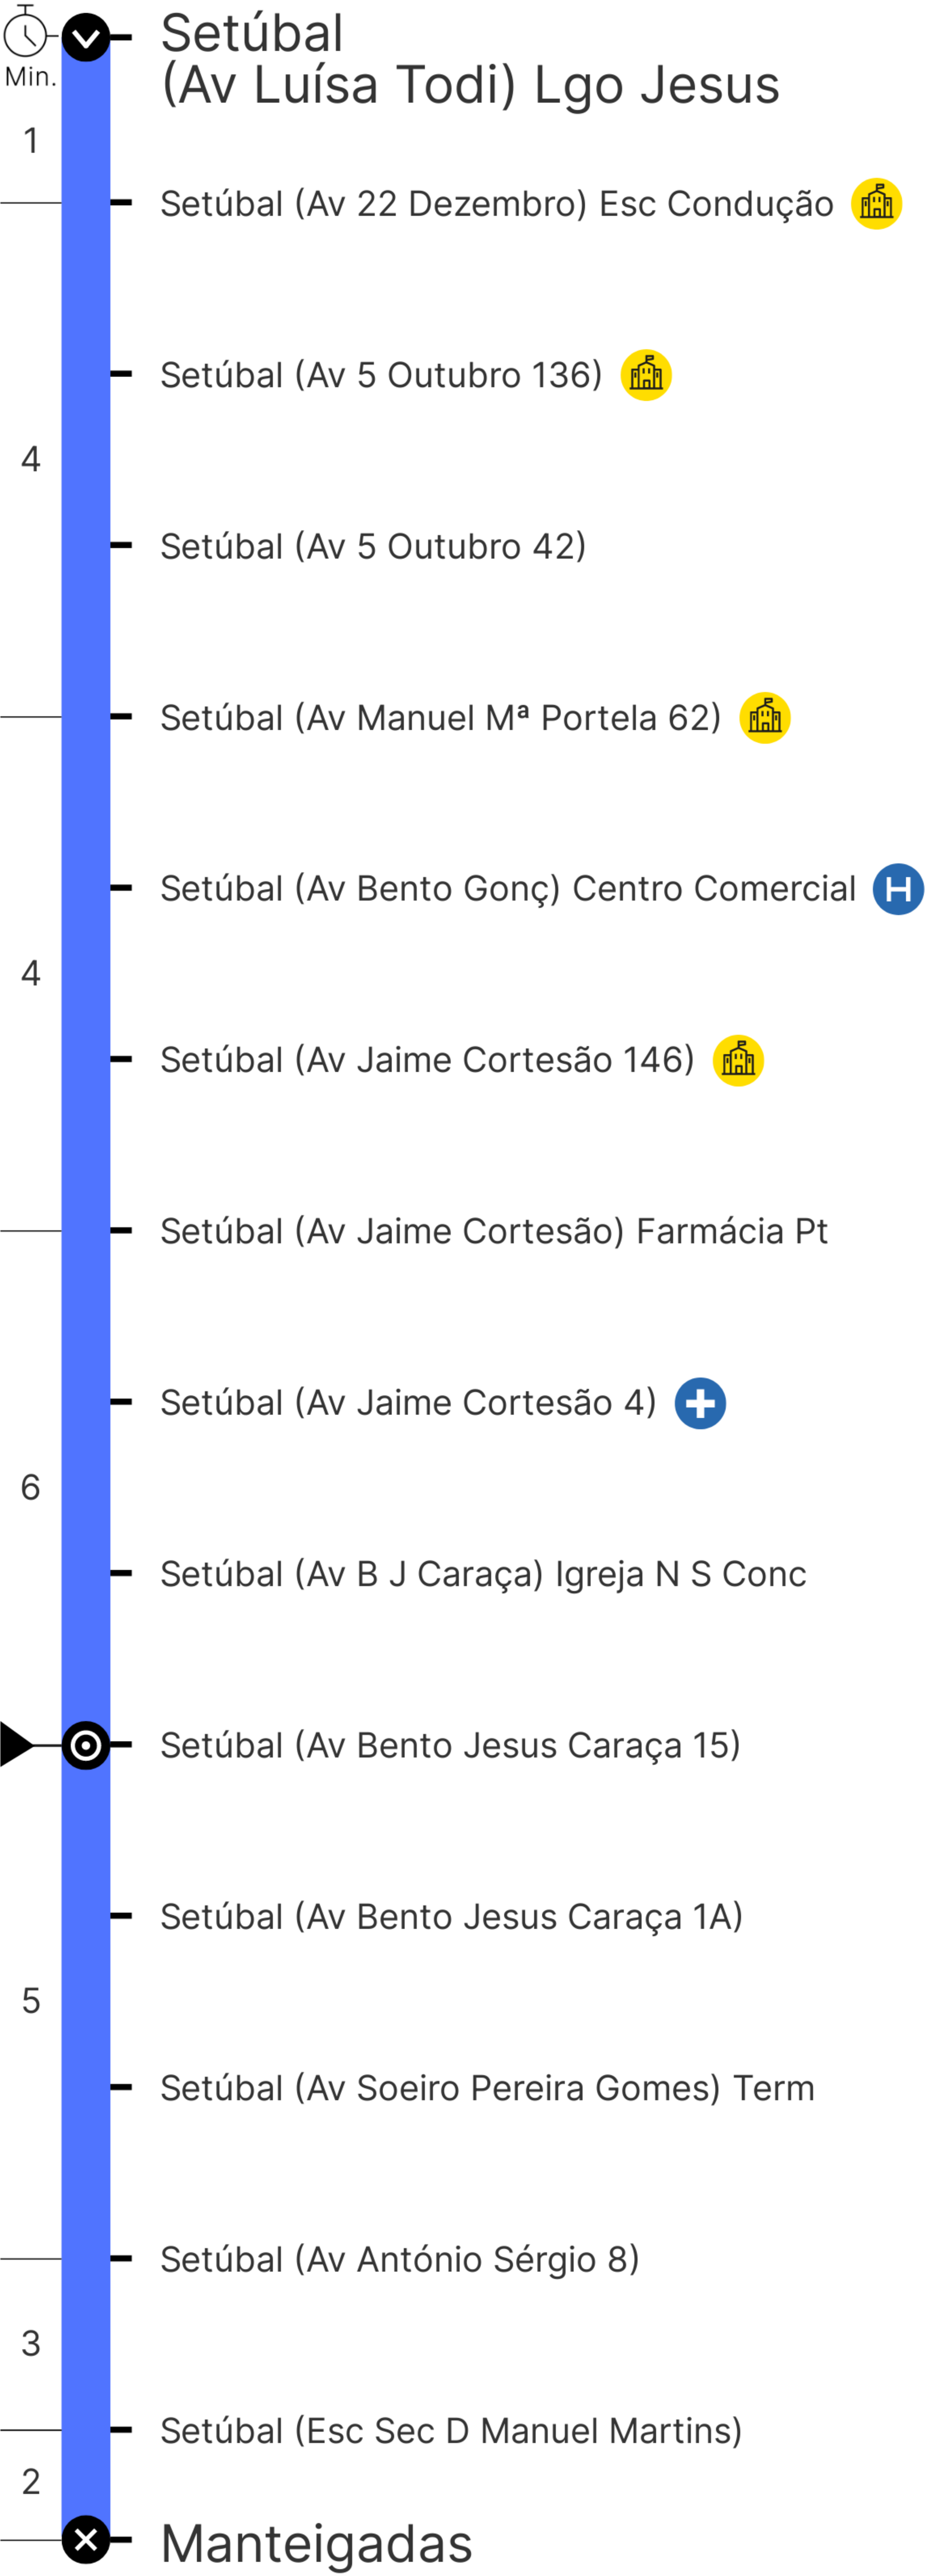 Setúbal
(Av Luísa Todi) Lgo Jesus
Min.
1
Setúbal (Av 22 Dezembro) Esc Condução
Setúbal (Av 5 Outubro 136)
4
Setúbal (Av 5 Outubro 42)
Setúbal (Av Manuel Mª Portela 62)
Setúbal (Av Bento Gonç) Centro Comercial H
4
Setúbal (Av Jaime Cortesão 146)
Setúbal (Av Jaime Cortesão) Farmácia Pt
Setúbal (Av Jaime Cortesão 4)
6
Setúbal (Av B J Caraça) Igreja N S Conc
Setúbal (Av Bento Jesus Caraça 15)
Setúbal (Av Bento Jesus Caraça 1A)
5
Setúbal (Av Soeiro Pereira Gomes) Term
Setúbal (Av António Sérgio 8)
3
Setúbal (Esc Sec D Manuel Martins)
2
Manteigadas